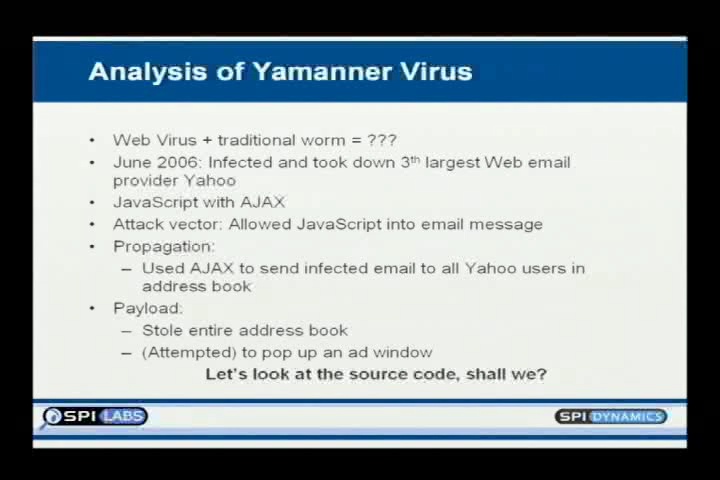 Analysis of Yamanner Virus
• Web Virus + traditional worm = ???
• June 2006: Infected and took down 3th largest Web email
provider Yahoo
• JavaScript with AJAX
• Attack vector: Allowed JavaScript into email message
• Propagation:
– Used AJAX to send infected email to all Yahoo users in
address book
• Payload:
– Stole entire address book
– (Attempted) to pop up an ad window
Let's look at the source code, shall we?
SPI LABS
SPI DYNAMICS